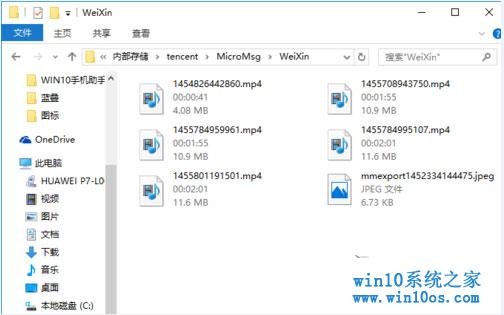 WeiXin
文件
主页
共享
查看
« 内部存储 › tencent › MicroMsg › WeiXin
搜索"WeiXin"
WIN10手机助手
蓝叠
图标
OneDrive
此电脑
HUAWEI P7-L0
视频
图片
文档
下载
音乐
桌面
本地磁盘 (C:)
1454826442860.mp4
00:00:41
4.08 MB
1455708943750.mp4
00:01:55
10.9 MB
1455784959961.mp4
00:01:55
10.9 MB
1455784995107.mp4
00:02:01
11.6 MB
1455801191501.mp4
00:02:01
11.6 MB
mmexport1452334144475.jpeg
JPEG 文件
6.73 KB
win10系统之家
www.win10os.com